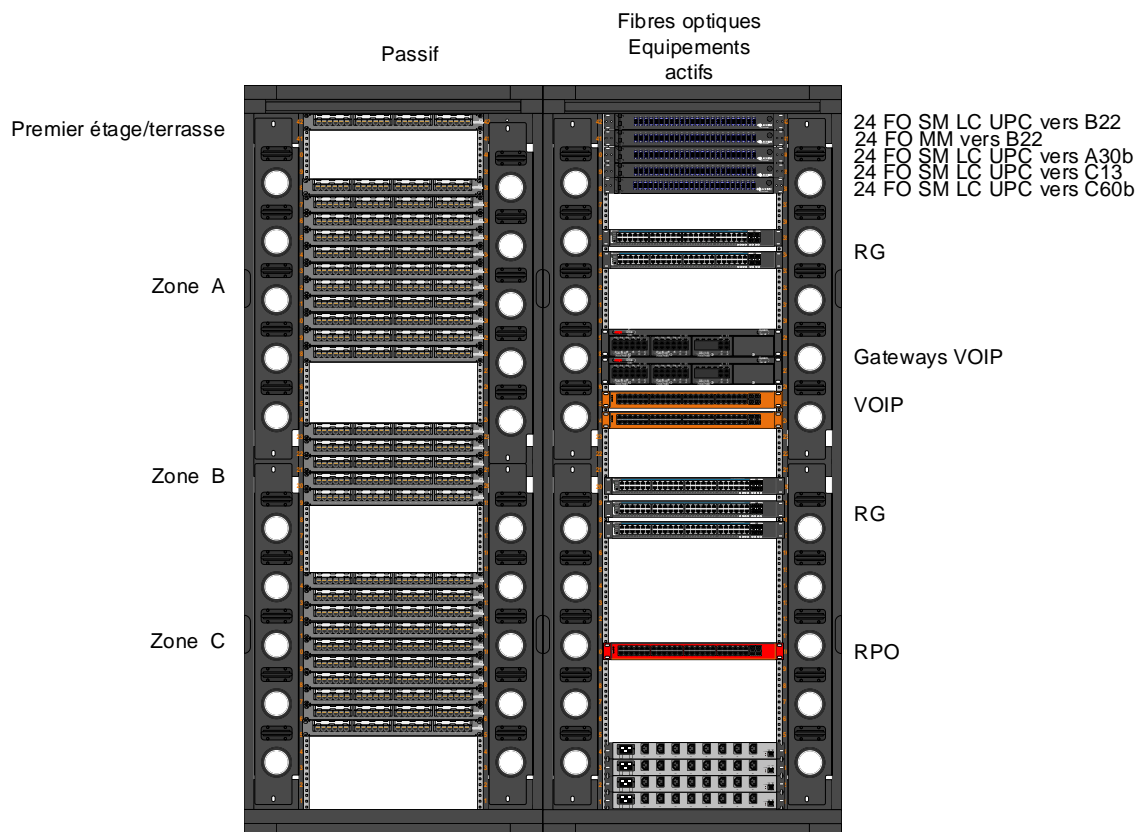 Fibres optiques
Equipements
actifs
Passif
Premier étage/terrasse
24 FO SM LC UPC vers B22
24 FO MM vers B22
24 FO SM LC UPC vers A30b
24 FO SM LC UPC vers C13
24 FO SM LC UPC vers C60b
RG
Zone A
Gateways VOIP
VOIP
Zone B
RG
Zone C
RPO